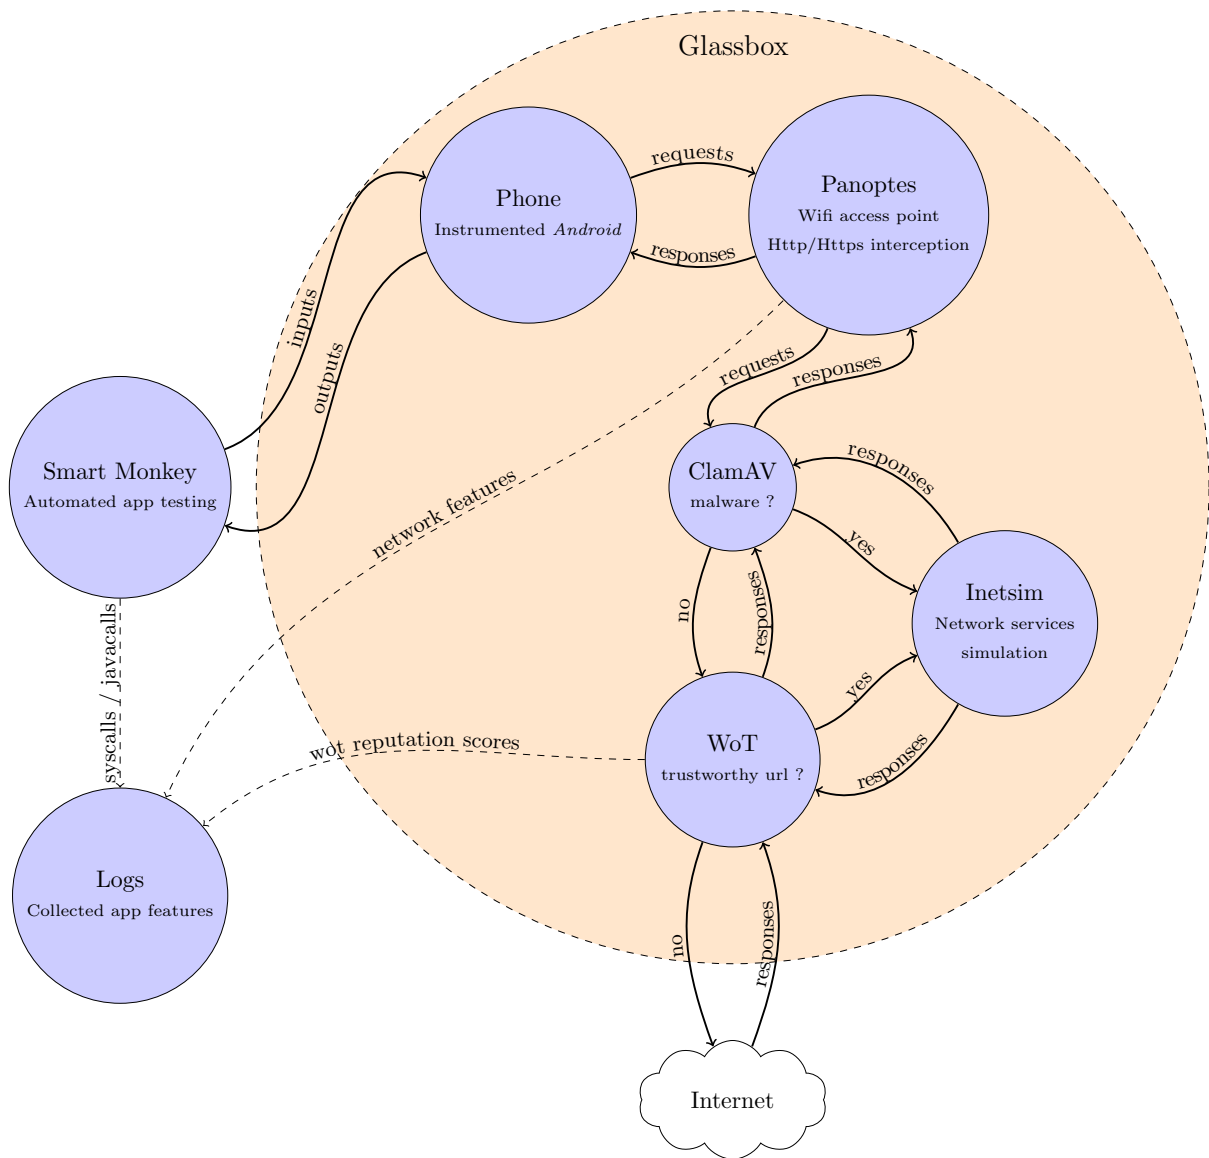 Glassbox
Phone
Instrumented Android
requests
responses
Panoptes
Wifi access point
Http/Https interception
inputs
outputs
requests
responses
Smart Monkey
Automated app testing
network features
ClamAV
malware ?
responses
yes
Inetsim
Network services
simulation
no
responses
syscalls / javacalls
wot reputation scores
WoT
trustworthy url ?
yes
responses
Logs
Collected app features
no
responses
Internet